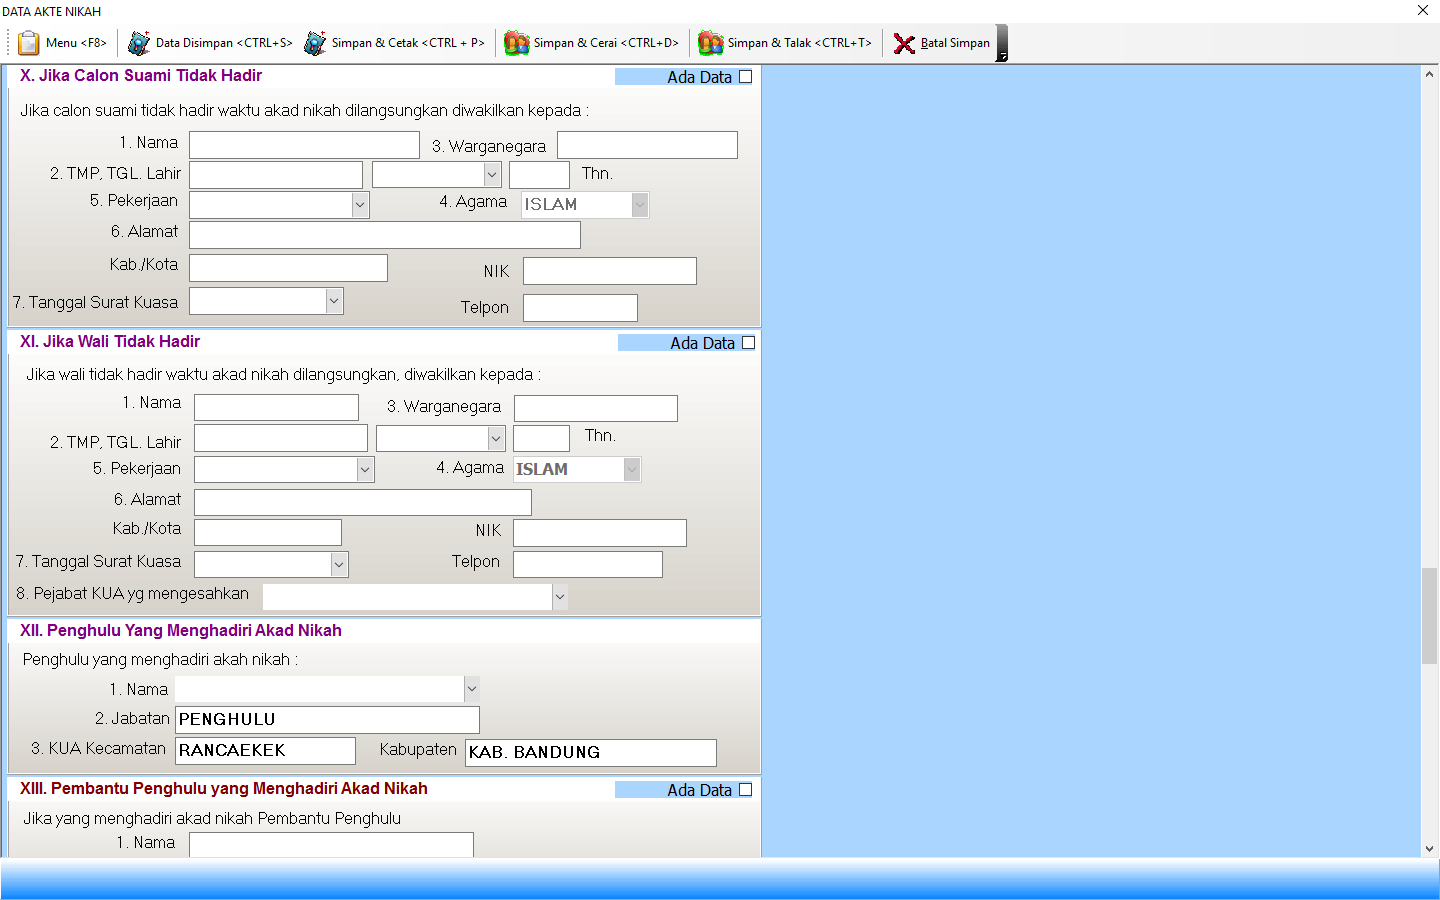 DATA AKTE NIKAH
Menu <F8> Data Disimpan <CTRL+S> Simpan & Cetak <CTRL + P> Simpan & Cerai <CTRL+D> Simpan & Talak <CTRL+T> Batal Simpan
X. Jika Calon Suami Tidak Hadir Ada Data
Jika calon suami tidak hadir waktu akad nikah dilangsungkan diwakilkan kepada :
1. Nama 3. Warganegara
2. TMP, TGL. Lahir Thn.
5. Pekerjaan 4. Agama ISLAM
6. Alamat
Kab./Kota NIK
7. Tanggal Surat Kuasa Telpon
XI. Jika Wali Tidak Hadir Ada Data
Jika wali tidak hadir waktu akad nikah dilangsungkan, diwakilkan kepada :
1. Nama 3. Warganegara
2. TMP, TGL. Lahir Thn.
5. Pekerjaan 4. Agama ISLAM
6. Alamat
Kab./Kota NIK
7. Tanggal Surat Kuasa Telpon
8. Pejabat KUA yg mengesahkan
XII. Penghulu Yang Menghadiri Akad Nikah
Penghulu yang menghadiri akah nikah :
1. Nama
2. Jabatan PENGHULU
3. KUA Kecamatan RANCAEKEK Kabupaten KAB. BANDUNG
XIII. Pembantu Penghulu yang Menghadiri Akad Nikah Ada Data
Jika yang menghadiri akad nikah Pembantu Penghulu
1. Nama